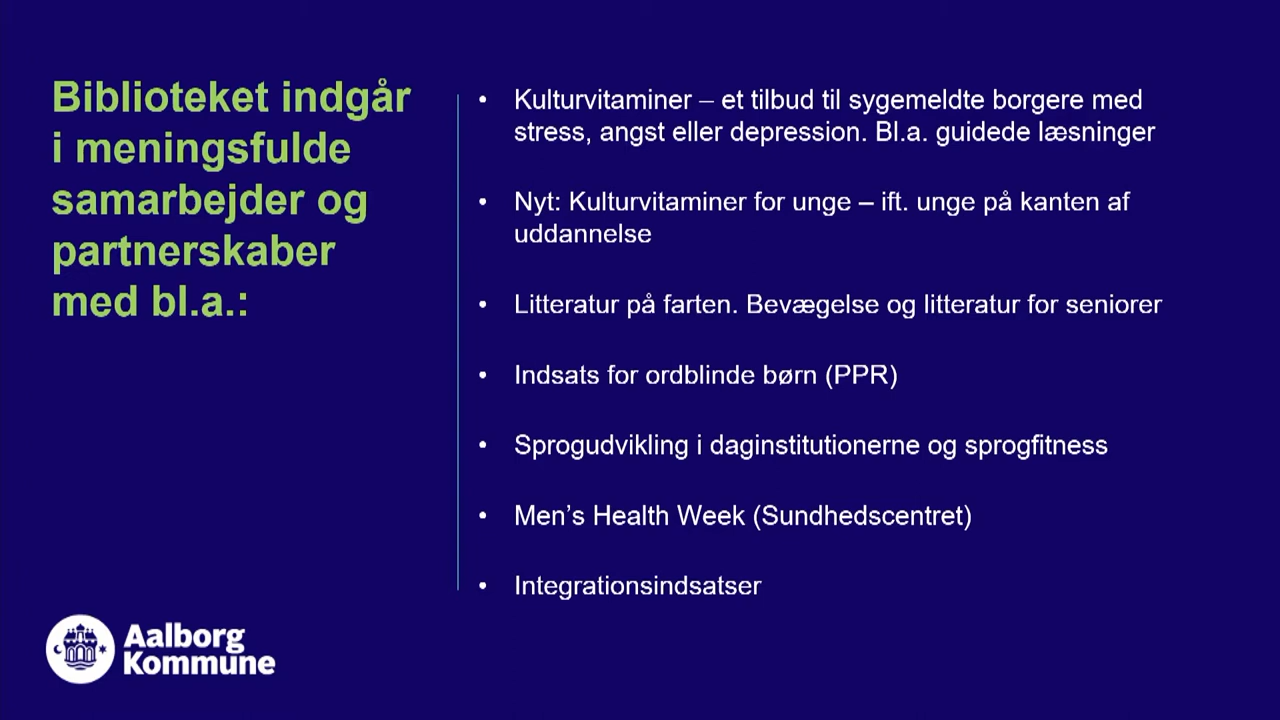 Biblioteket indgår
i meningsfulde
samarbejder og
partnerskaber
med bl.a.:
• Kulturvitaminer – et tilbud til sygemeldte borgere med
stress, angst eller depression. Bl.a. guidede læsninger
• Nyt: Kulturvitaminer for unge – ift. unge på kanten af
uddannelse
• Litteratur på farten. Bevægelse og litteratur for seniorer
• Indsats for ordblinde børn (PPR)
• Sprogudvikling i daginstitutionerne og sprogfitness
• Men’s Health Week (Sundhedscentret)
• Integrationsindsatser
Aalborg
Kommune